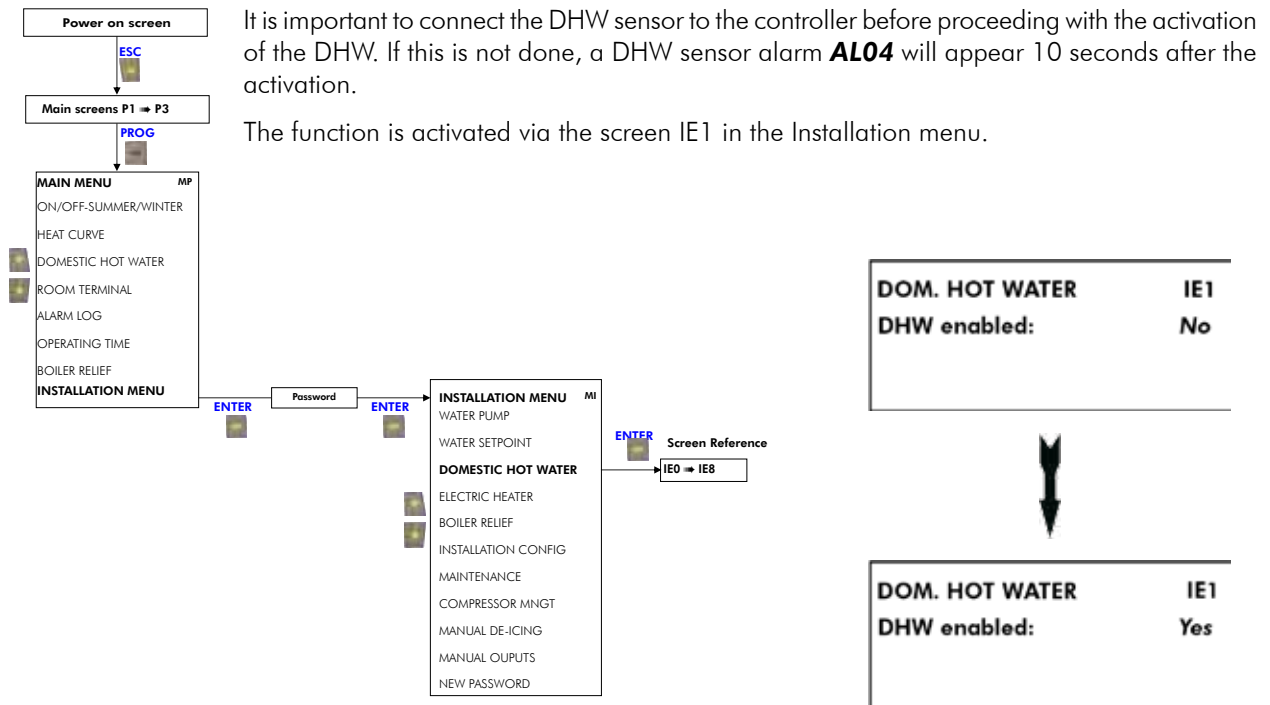 Power on screen
ESC
Main screens P1 ➠ P3
PROG
MAIN MENU MP
ON/OFF-SUMMER/WINTER
HEAT CURVE
DOMESTIC HOT WATER
ROOM TERMINAL
ALARM LOG
OPERATING TIME
BOILER RELIEF
INSTALLATION MENU
It is important to connect the DHW sensor to the controller before proceeding with the activation
of the DHW. If this is not done, a DHW sensor alarm AL04 will appear 10 seconds after the
activation.
The function is activated via the screen IE1 in the Installation menu.
ENTER
Password
ENTER
INSTALLATION MENU MI
WATER PUMP
WATER SETPOINT
DOMESTIC HOT WATER
ELECTRIC HEATER
BOILER RELIEF
INSTALLATION CONFIG
MAINTENANCE
COMPRESSOR MNGT
MANUAL DE-ICING
MANUAL OUPUTS
NEW PASSWORD
ENTER
Screen Reference
IE0 ➠ IE8
DOM. HOT WATER IE1
DHW enabled: No
DOM. HOT WATER IE1
DHW enabled: Yes